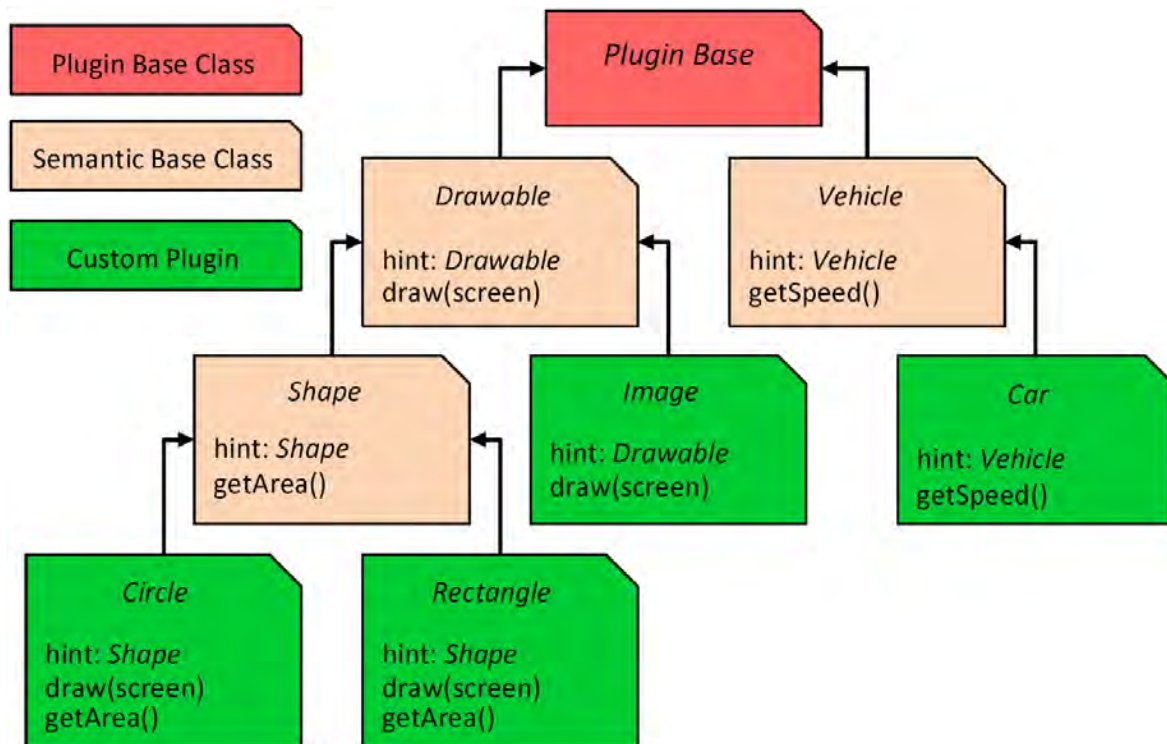 Plugin Base Class
Semantic Base Class
Custom Plugin
Plugin Base
Drawable
hint: Drawable
draw(screen)
Vehicle
hint: Vehicle
getSpeed()
Shape
hint: Shape
getArea()
Image
hint: Drawable
draw(screen)
Car
hint: Vehicle
getSpeed()
Circle
hint: Shape
draw(screen)
getArea()
Rectangle
hint: Shape
draw(screen)
getArea()